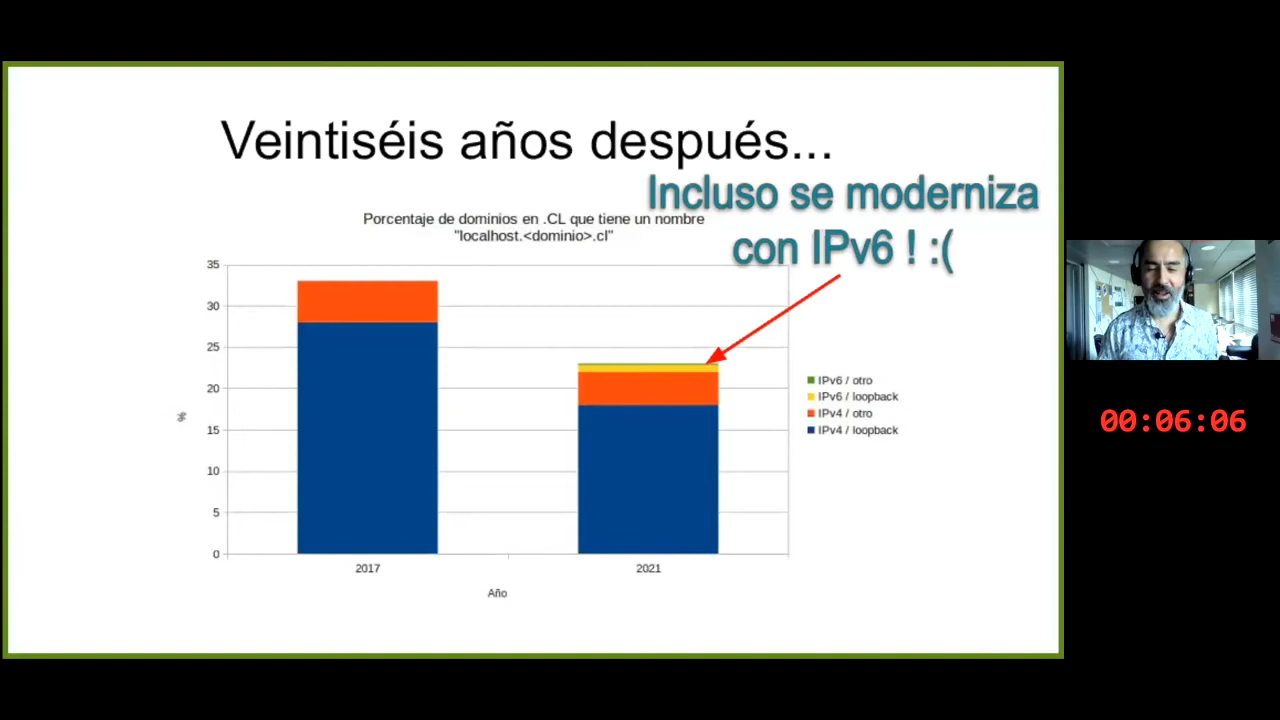 Veintiséis años después...
Incluso se moderniza
con IPv6 ! :(
Porcentaje de dominios en .CL que tiene un nombre
"localhost.<dominio>.cl"
35
30
25
20
15
10
5
0
%
2017
2021
Año
IPv6 / otro
IPv6 / loopback
IPv4 / otro
IPv4 / loopback
00:06:06